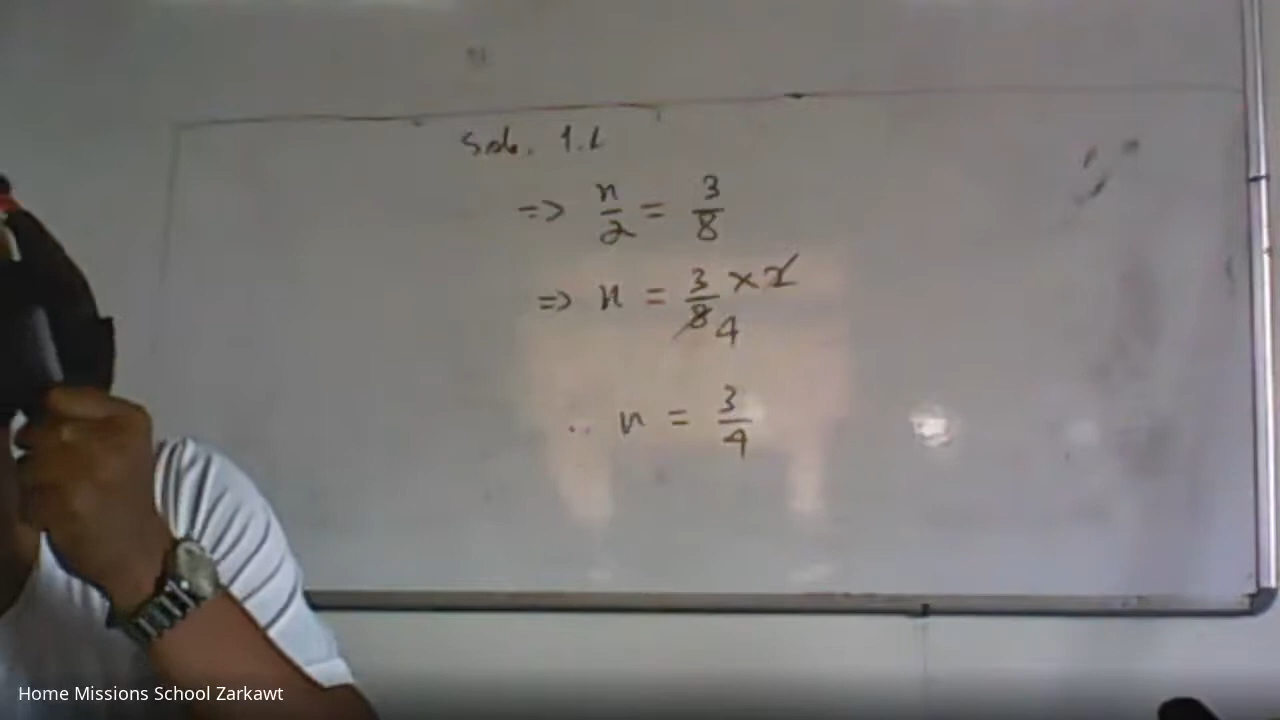 Sol. 1.
=> n/2 = 3/8
=> n = 3/8 × 2 4
∴ n = 3/4
Home Missions School Zarkawt